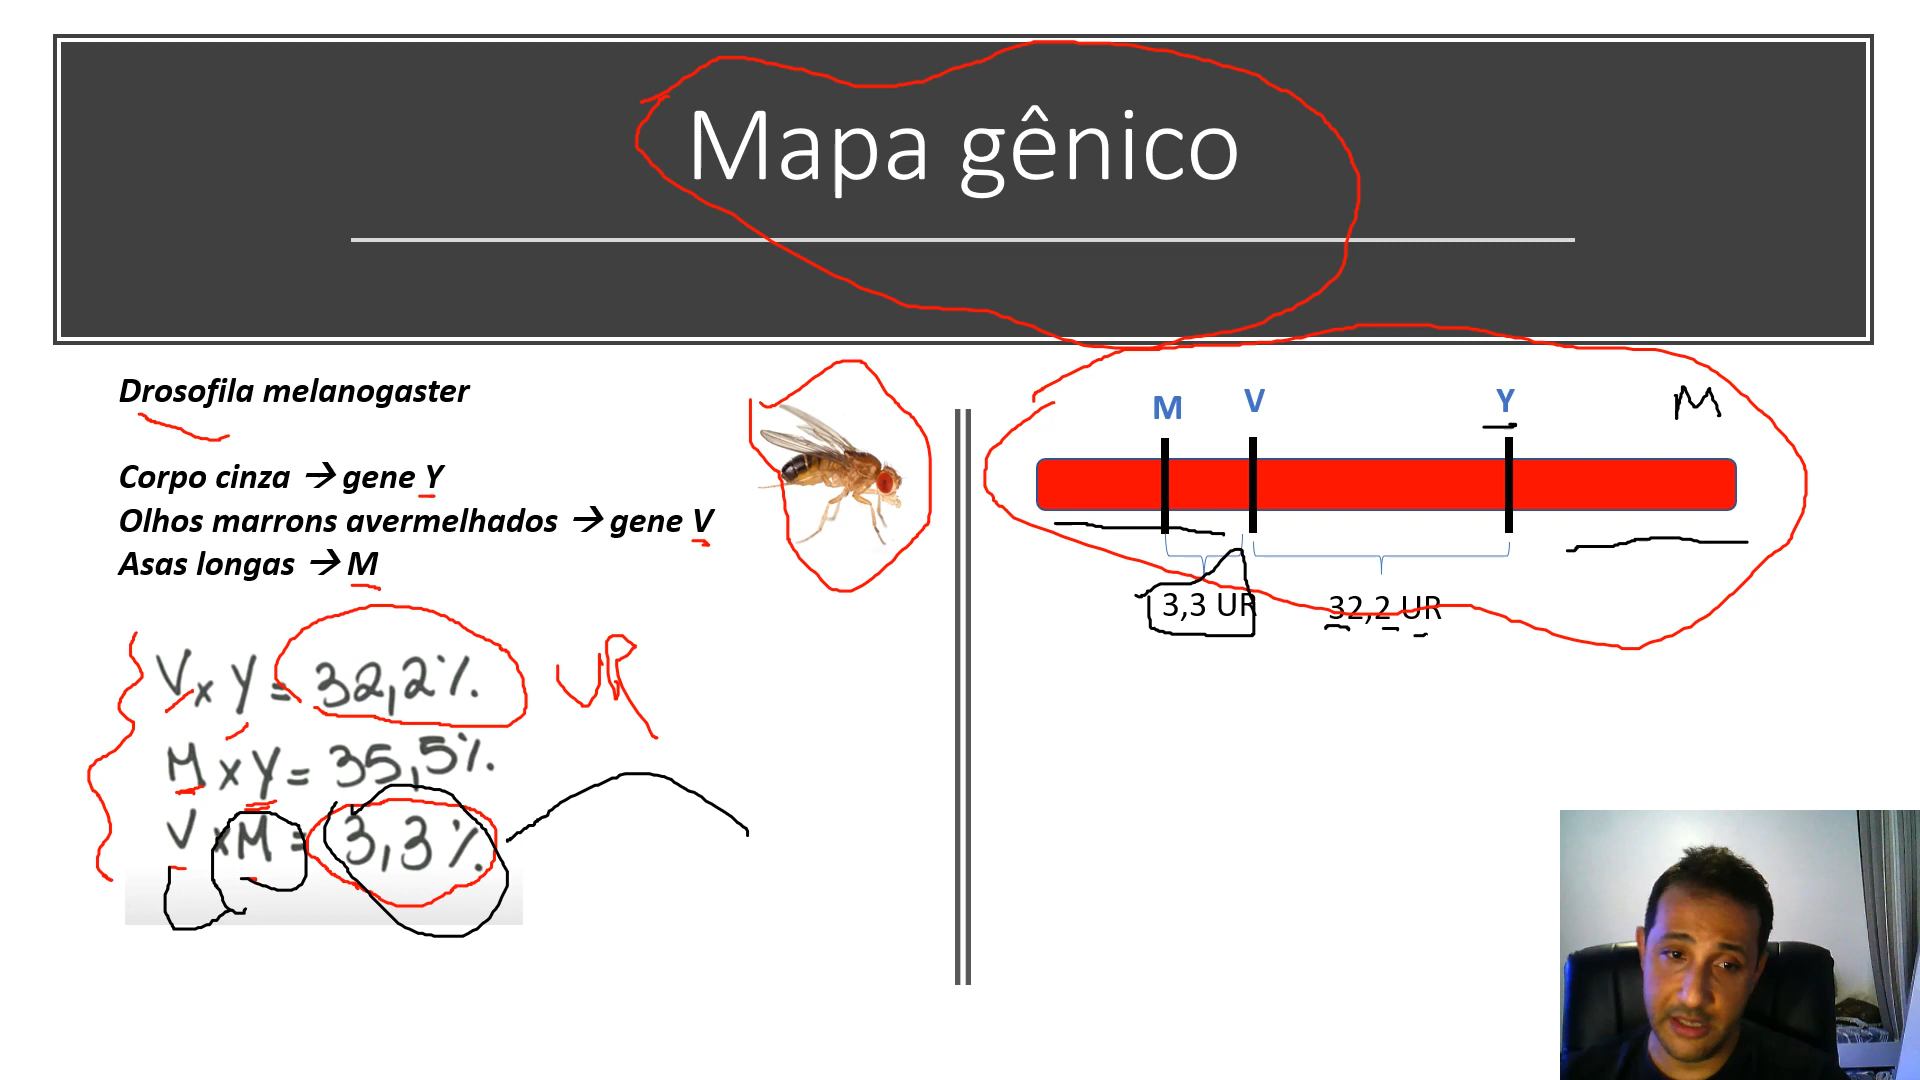 Mapa gênico
Drosofila melanogaster
Corpo cinza → gene Y
Olhos marrons avermelhados → gene V
Asas longas → M
V x Y = 32,2%.
UR
M x Y = 35,5%.
V x M = 3,3%.
M V Y M
3,3 UR 32,2 UR